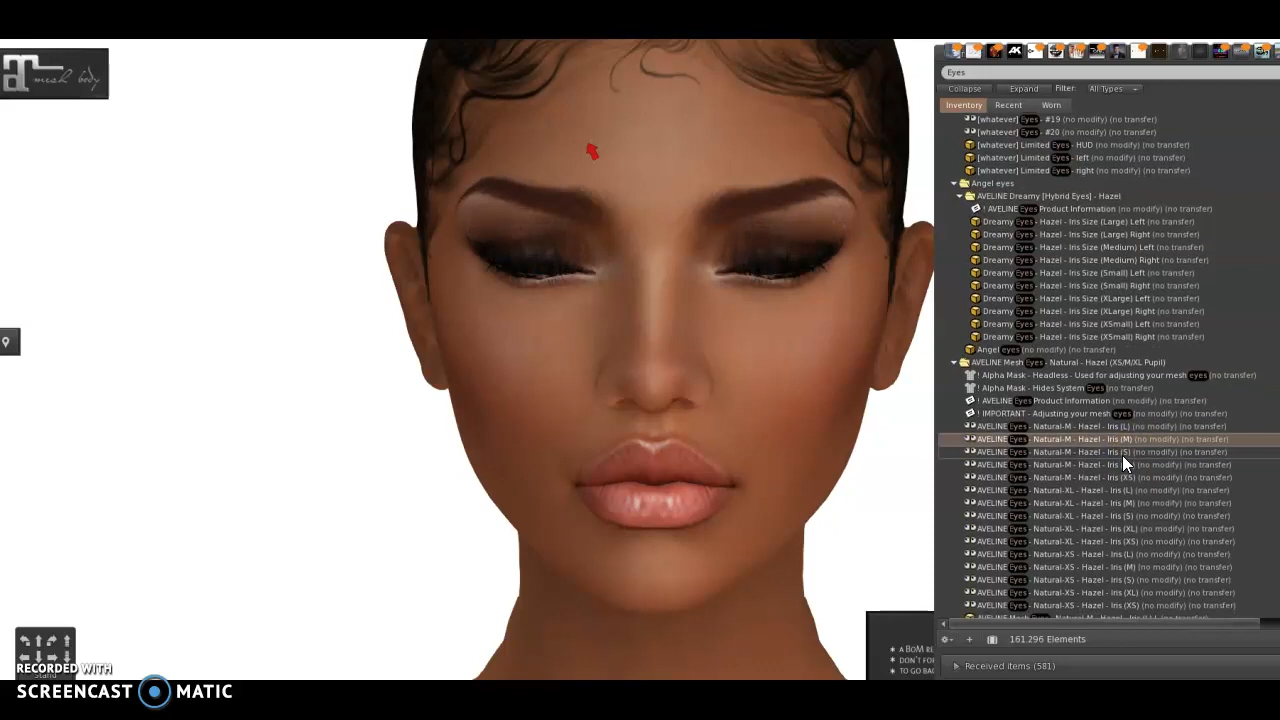 mesh body
Eyes
Collapse Expand Filter: All Types
Inventory Recent Worn
[whatever] Eyes - #19 (no modify) (no transfer)
[whatever] Eyes - #20 (no modify) (no transfer)
[whatever] Limited Eyes - HUD (no modify) (no transfer)
[whatever] Limited Eyes - left (no modify) (no transfer)
[whatever] Limited Eyes - right (no modify) (no transfer)
Angel eyes
AVELINE Dreamy [Hybrid Eyes] - Hazel
! AVELINE Eyes Product Information (no modify) (no transfer)
Dreamy Eyes - Hazel - Iris Size (Large) Left (no transfer)
Dreamy Eyes - Hazel - Iris Size (Large) Right (no transfer)
Dreamy Eyes - Hazel - Iris Size (Medium) Left (no transfer)
Dreamy Eyes - Hazel - Iris Size (Medium) Right (no transfer)
Dreamy Eyes - Hazel - Iris Size (Small) Left (no transfer)
Dreamy Eyes - Hazel - Iris Size (Small) Right (no transfer)
Dreamy Eyes - Hazel - Iris Size (XLarge) Left (no transfer)
Dreamy Eyes - Hazel - Iris Size (XLarge) Right (no transfer)
Dreamy Eyes - Hazel - Iris Size (XSmall) Left (no transfer)
Dreamy Eyes - Hazel - Iris Size (XSmall) Right (no transfer)
Angel eyes (no modify) (no transfer)
AVELINE Mesh Eyes - Natural - Hazel (XS/M/XL Pupil)
! Alpha Mask - Headless - Used for adjusting your mesh eyes (no transfer)
! Alpha Mask - Hides System Eyes (no transfer)
! AVELINE Eyes Product Information (no modify) (no transfer)
! IMPORTANT - Adjusting your mesh eyes (no modify) (no transfer)
AVELINE Eyes - Natural-M - Hazel - Iris (L) (no modify) (no transfer)
AVELINE Eyes - Natural-M - Hazel - Iris (M) (no modify) (no transfer)
AVELINE Eyes - Natural-M - Hazel - Iris (S) (no modify) (no transfer)
AVELINE Eyes - Natural-M - Hazel - Iris (no modify) (no transfer)
AVELINE Eyes - Natural-M - Hazel - Iris (XS) (no modify) (no transfer)
AVELINE Eyes - Natural-XL - Hazel - Iris (L) (no modify) (no transfer)
AVELINE Eyes - Natural-XL - Hazel - Iris (M) (no modify) (no transfer)
AVELINE Eyes - Natural-XL - Hazel - Iris (S) (no modify) (no transfer)
AVELINE Eyes - Natural-XL - Hazel - Iris (XL) (no modify) (no transfer)
AVELINE Eyes - Natural-XL - Hazel - Iris (XS) (no modify) (no transfer)
AVELINE Eyes - Natural-XS - Hazel - Iris (L) (no modify) (no transfer)
AVELINE Eyes - Natural-XS - Hazel - Iris (M) (no modify) (no transfer)
AVELINE Eyes - Natural-XS - Hazel - Iris (S) (no modify) (no transfer)
AVELINE Eyes - Natural-XS - Hazel - Iris (XL) (no modify) (no transfer)
AVELINE Eyes - Natural-XS - Hazel - Iris (XS) (no modify) (no transfer)
161.296 Elements
Received items (581)
* A BOM RE
* DON'T FO
* TO GO BAC
Stand
RECORDED WITH
SCREENCAST MATIC